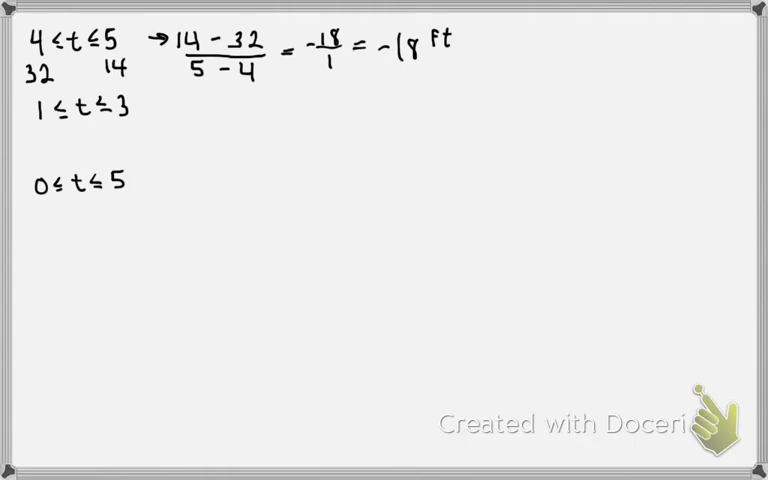 4 ≤ t ≤ 5 → 14 - 32 / 5 - 4 = -18/1 = -18 ft
32 14
1 ≤ t ≤ 3
0 ≤ t ≤ 5
Created with Doceri